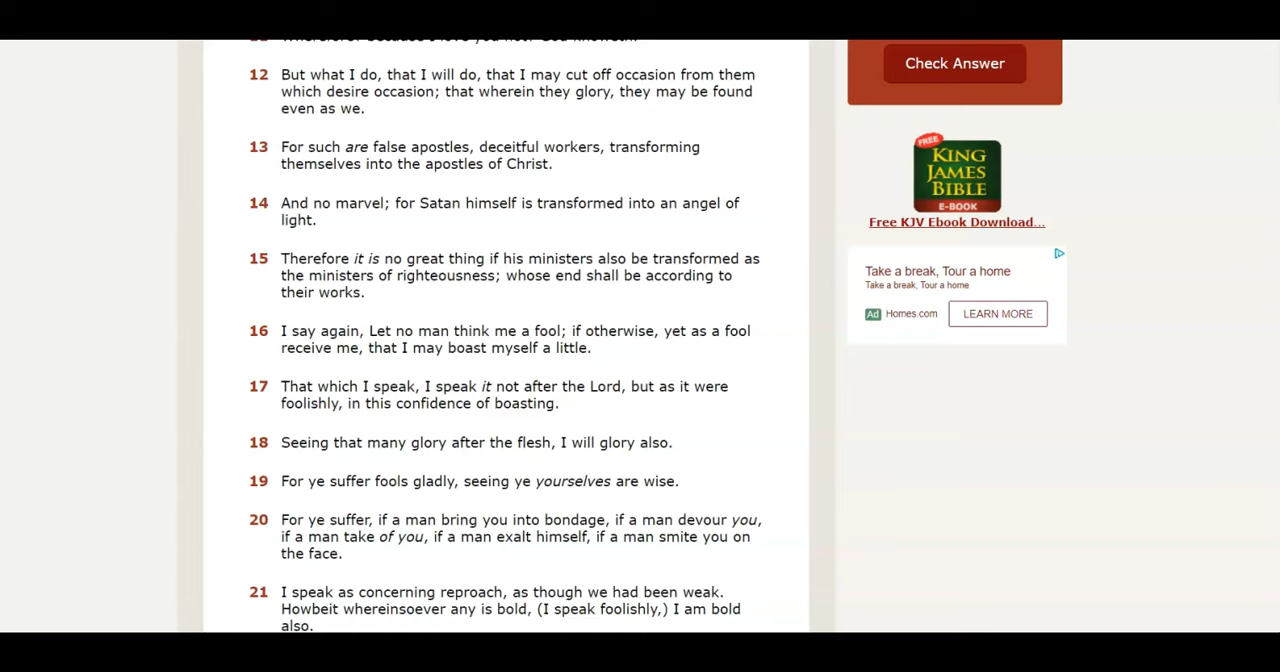 12 But what I do, that I will do, that I may cut off occasion from them
which desire occasion; that wherein they glory, they may be found
even as we.
13 For such are false apostles, deceitful workers, transforming
themselves into the apostles of Christ.
14 And no marvel; for Satan himself is transformed into an angel of
light.
15 Therefore it is no great thing if his ministers also be transformed as
the ministers of righteousness; whose end shall be according to
their works.
16 I say again, Let no man think me a fool; if otherwise, yet as a fool
receive me, that I may boast myself a little.
17 That which I speak, I speak it not after the Lord, but as it were
foolishly, in this confidence of boasting.
18 Seeing that many glory after the flesh, I will glory also.
19 For ye suffer fools gladly, seeing ye yourselves are wise.
20 For ye suffer, if a man bring you into bondage, if a man devour you,
if a man take of you, if a man exalt himself, if a man smite you on
the face.
21 I speak as concerning reproach, as though we had been weak.
Howbeit whereinsoever any is bold, (I speak foolishly,) I am bold
also.
Check Answer
FREE
KING
JAMES
BIBLE
E-BOOK
Free KJV Ebook Download...
Take a break, Tour a home
Take a break, Tour a home
Ad Homes.com
LEARN MORE